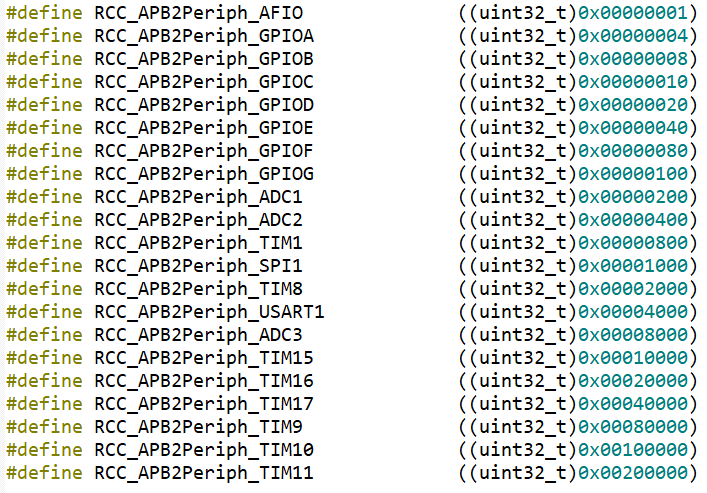 #define RCC_APB2Periph_AFIO ((uint32_t)0x00000001)
#define RCC_APB2Periph_GPIOA ((uint32_t)0x00000004)
#define RCC_APB2Periph_GPIOB ((uint32_t)0x00000008)
#define RCC_APB2Periph_GPIOC ((uint32_t)0x00000010)
#define RCC_APB2Periph_GPIOD ((uint32_t)0x00000020)
#define RCC_APB2Periph_GPIOE ((uint32_t)0x00000040)
#define RCC_APB2Periph_GPIOF ((uint32_t)0x00000080)
#define RCC_APB2Periph_GPIOG ((uint32_t)0x00000100)
#define RCC_APB2Periph_ADC1 ((uint32_t)0x00000200)
#define RCC_APB2Periph_ADC2 ((uint32_t)0x00000400)
#define RCC_APB2Periph_TIM1 ((uint32_t)0x00000800)
#define RCC_APB2Periph_SPI1 ((uint32_t)0x00001000)
#define RCC_APB2Periph_TIM8 ((uint32_t)0x00002000)
#define RCC_APB2Periph_USART1 ((uint32_t)0x00004000)
#define RCC_APB2Periph_ADC3 ((uint32_t)0x00008000)
#define RCC_APB2Periph_TIM15 ((uint32_t)0x00010000)
#define RCC_APB2Periph_TIM16 ((uint32_t)0x00020000)
#define RCC_APB2Periph_TIM17 ((uint32_t)0x00040000)
#define RCC_APB2Periph_TIM9 ((uint32_t)0x00080000)
#define RCC_APB2Periph_TIM10 ((uint32_t)0x00100000)
#define RCC_APB2Periph_TIM11 ((uint32_t)0x00200000)